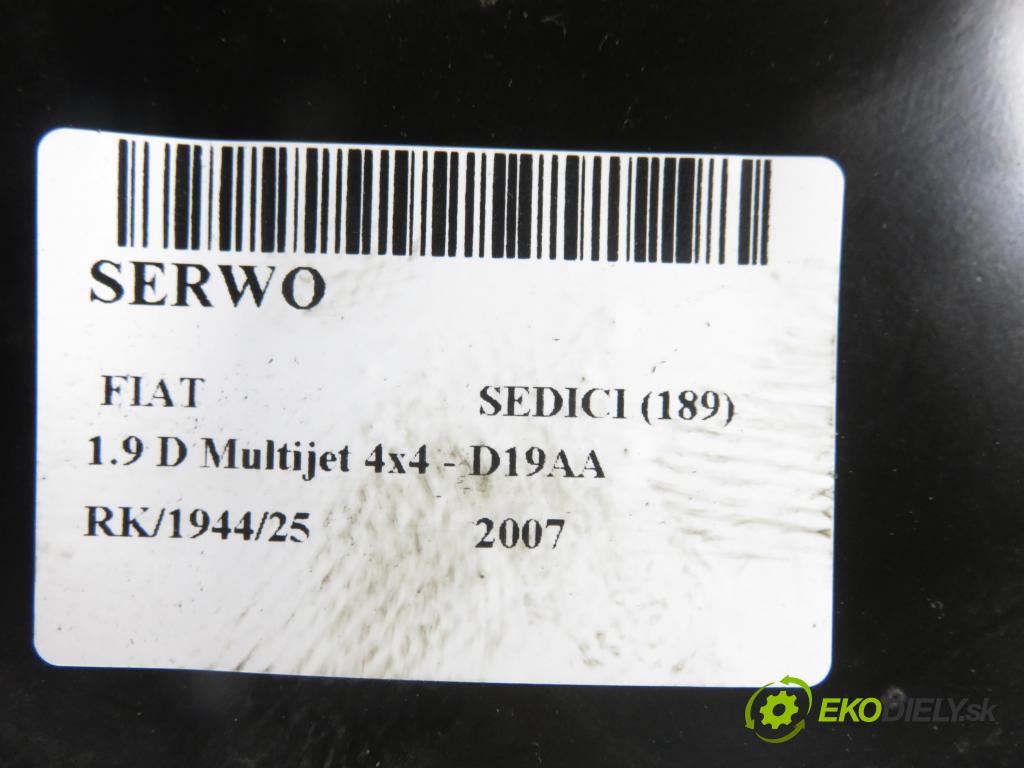 SERWO
FIAT SEDICI (189)
1.9 D Multijet 4x4 - D19AA
RK/1944/25 2007
EKODIELY.sk